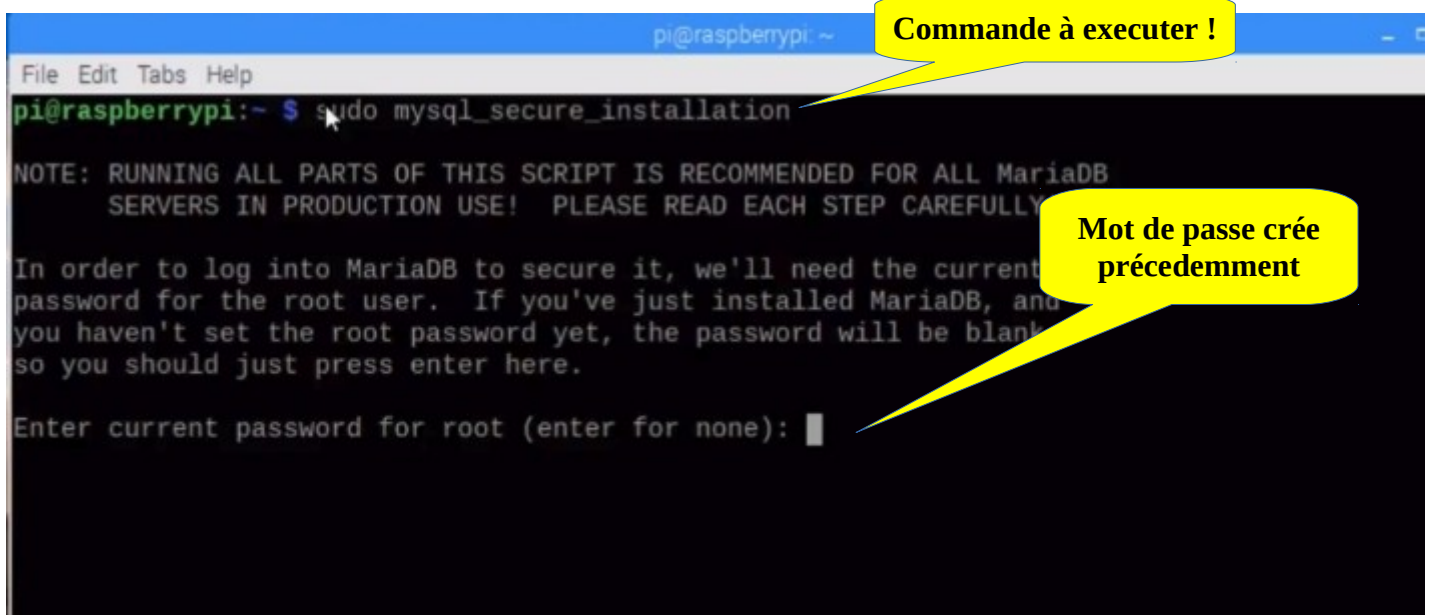 pi@raspberrypi: ~
Commande à executer !
File Edit Tabs Help
pi@raspberrypi:~ $ sudo mysql_secure_installation
NOTE: RUNNING ALL PARTS OF THIS SCRIPT IS RECOMMENDED FOR ALL MariaDB
SERVERS IN PRODUCTION USE! PLEASE READ EACH STEP CAREFULLY
Mot de passe crée
précedemment
In order to log into MariaDB to secure it, we'll need the current
password for the root user. If you've just installed MariaDB, and
you haven't set the root password yet, the password will be blank
so you should just press enter here.
Enter current password for root (enter for none):